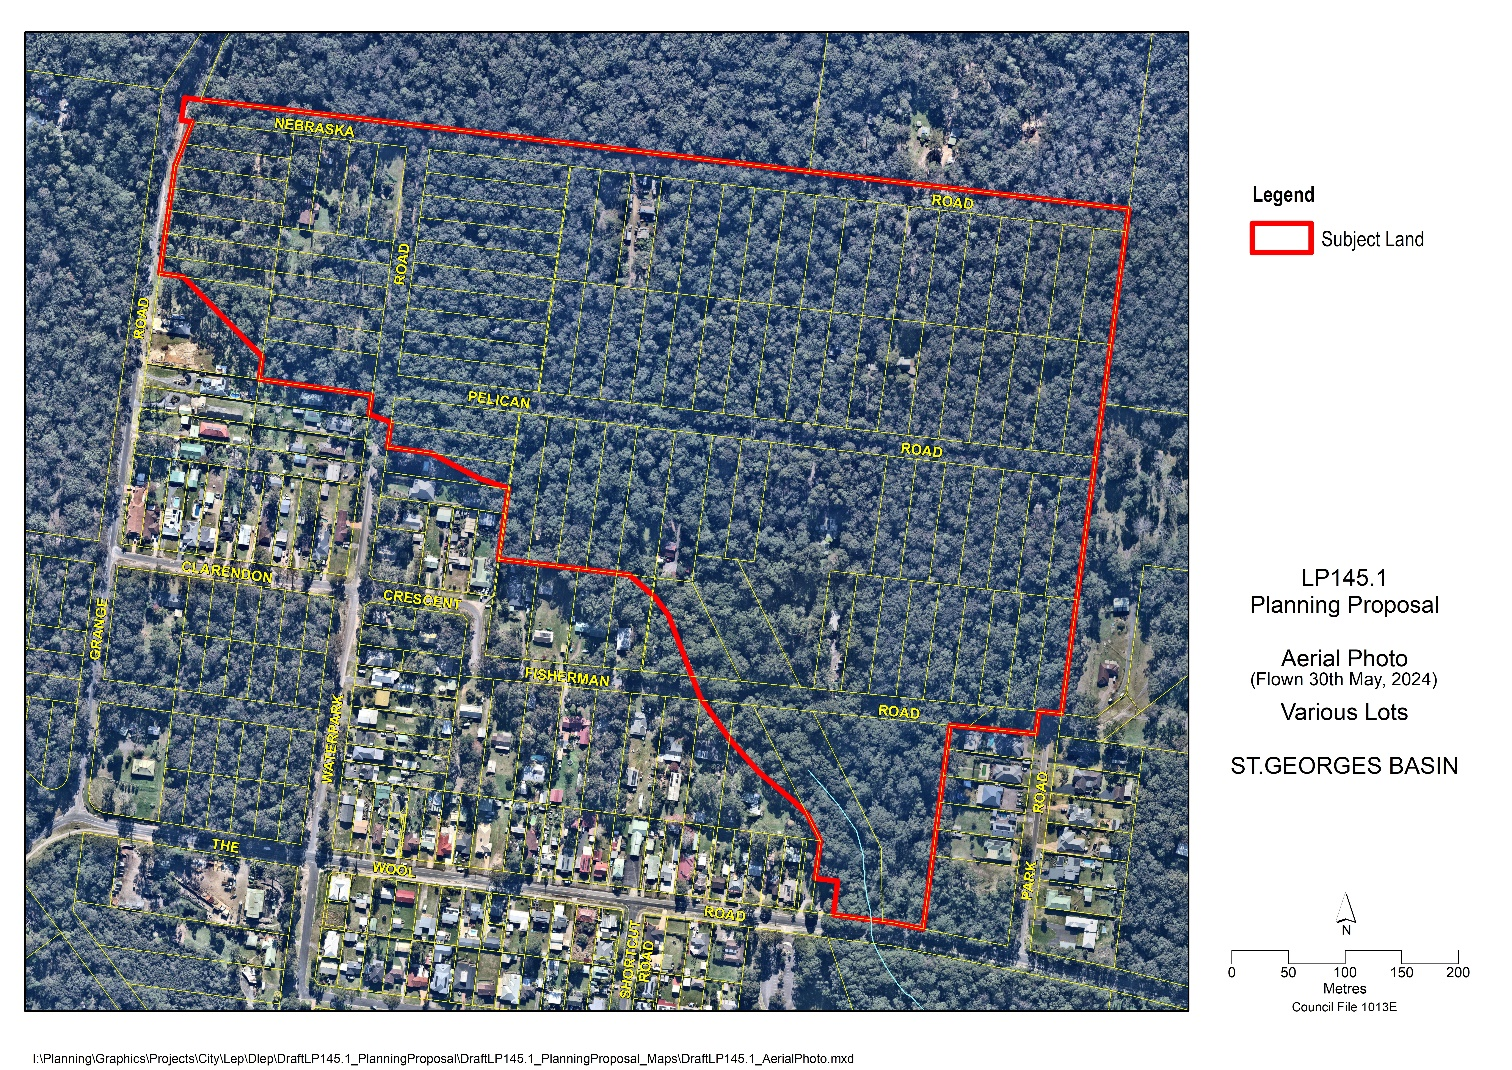 NEBRASKA
ROAD
ROAD
ROAD
PELICAN
ROAD
CLARENDON
CRESCENT
GRANGE
FISHERMAN
ROAD
WATERPARK
ROAD
PARK
THE
WOOL
ROAD
SHORTCUT
ROAD
Legend
Subject Land
LP145.1
Planning Proposal
Aerial Photo
(Flown 30th May, 2024)
Various Lots
ST.GEORGES BASIN
N
0 50 100 150 200
Metres
Council File 1013E
I:\Planning\Graphics\Projects\City\Lep\Dlep\DraftLP145.1_PlanningProposal\DraftLP145.1_PlanningProposal_Maps\DraftLP145.1_AerialPhoto.mxd